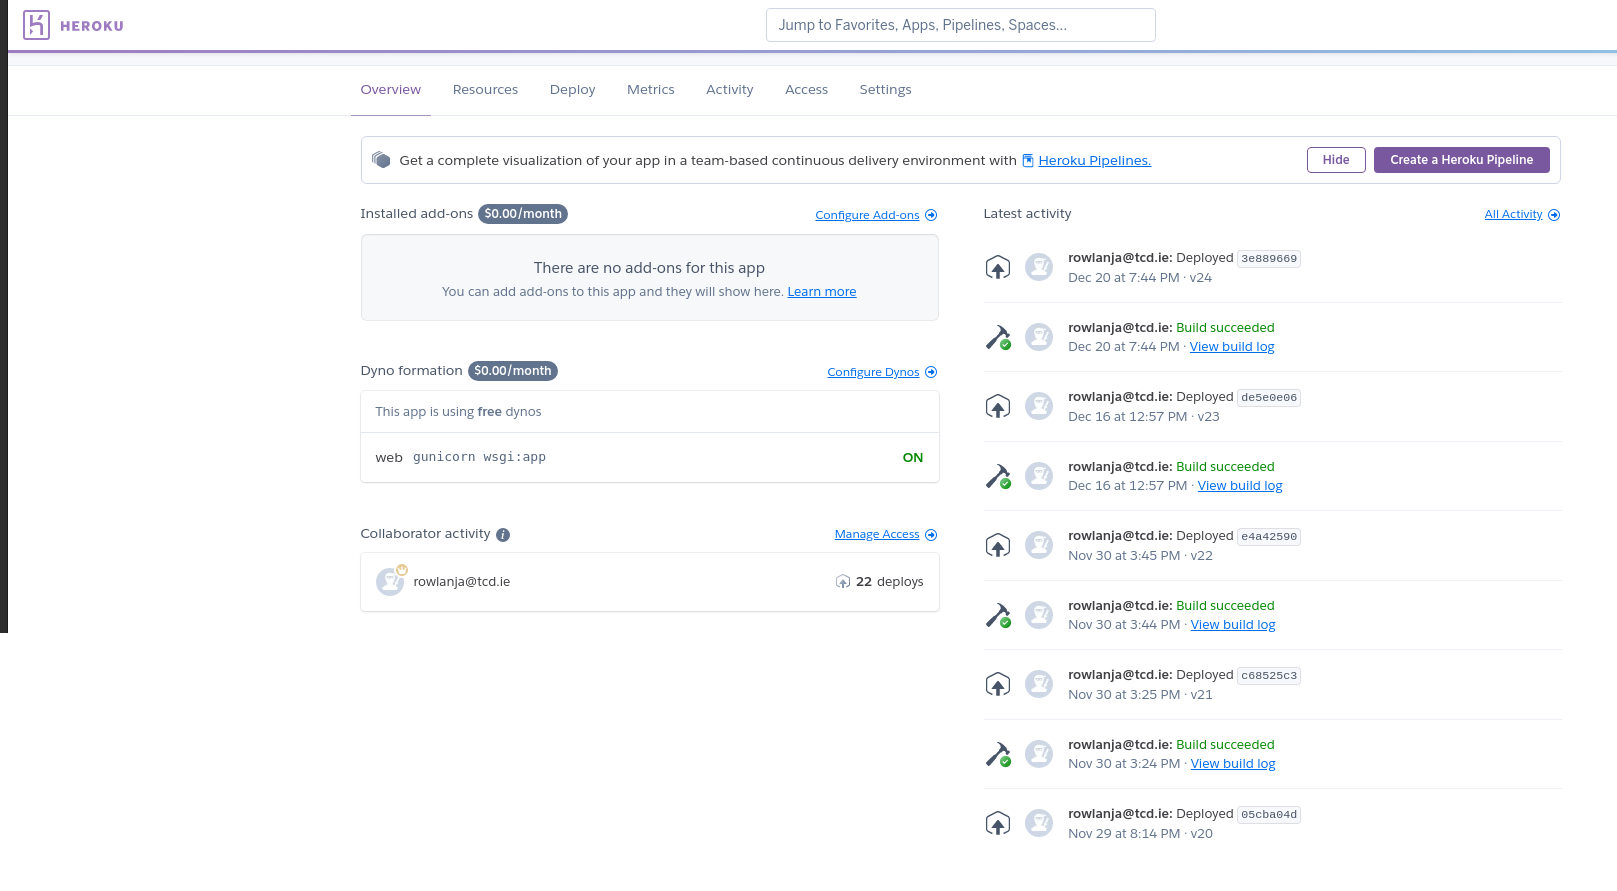 HEROKU
Jump to Favorites, Apps, Pipelines, Spaces...
Overview Resources Deploy Metrics Activity Access Settings
Get a complete visualization of your app in a team-based continuous delivery environment with Heroku Pipelines.
Hide Create a Heroku Pipeline
Installed add-ons $0.00/month Configure Add-ons
There are no add-ons for this app
You can add add-ons to this app and they will show here. Learn more
Dyno formation $0.00/month Configure Dynos
This app is using free dynos
web gunicorn wsgi:app ON
Collaborator activity i Manage Access
rowlanja@tcd.ie 22 deploys
Latest activity All Activity
rowlanja@tcd.ie: Deployed 3e889669
Dec 20 at 7:44 PM · v24
rowlanja@tcd.ie: Build succeeded
Dec 20 at 7:44 PM · View build log
rowlanja@tcd.ie: Deployed de5e0e06
Dec 16 at 12:57 PM · v23
rowlanja@tcd.ie: Build succeeded
Dec 16 at 12:57 PM · View build log
rowlanja@tcd.ie: Deployed e4a42590
Nov 30 at 3:45 PM · v22
rowlanja@tcd.ie: Build succeeded
Nov 30 at 3:44 PM · View build log
rowlanja@tcd.ie: Deployed c68525c3
Nov 30 at 3:25 PM · v21
rowlanja@tcd.ie: Build succeeded
Nov 30 at 3:24 PM · View build log
rowlanja@tcd.ie: Deployed 05cba04d
Nov 29 at 8:14 PM · v20